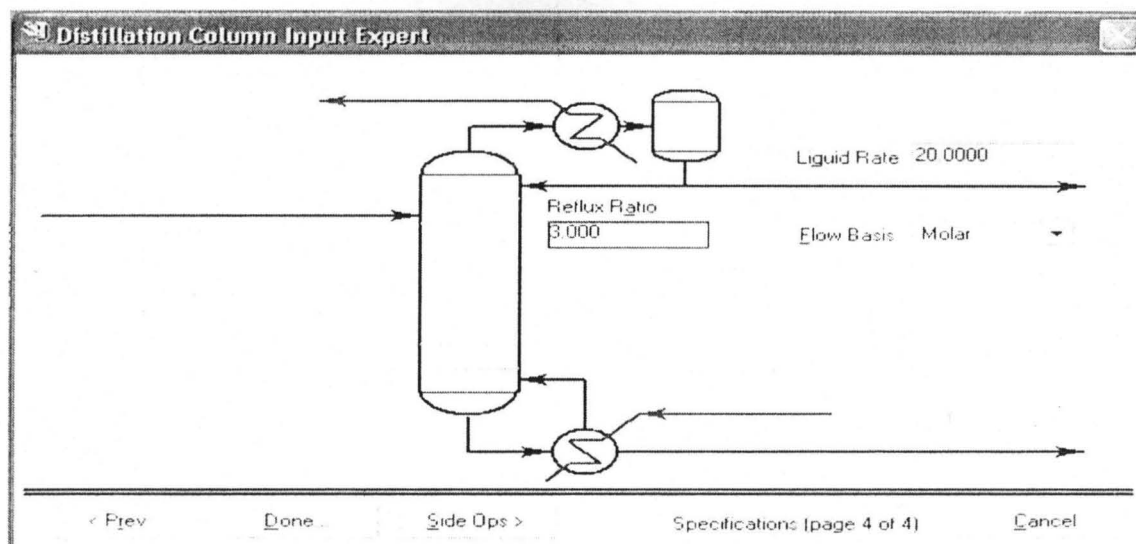 Distillation Column Input Expert
Liquid Rate 20.0000
Reflux Ratio
3.000
Flow Basis Molar
< Prev Done... Side Ops > Specifications (page 4 of 4) Cancel